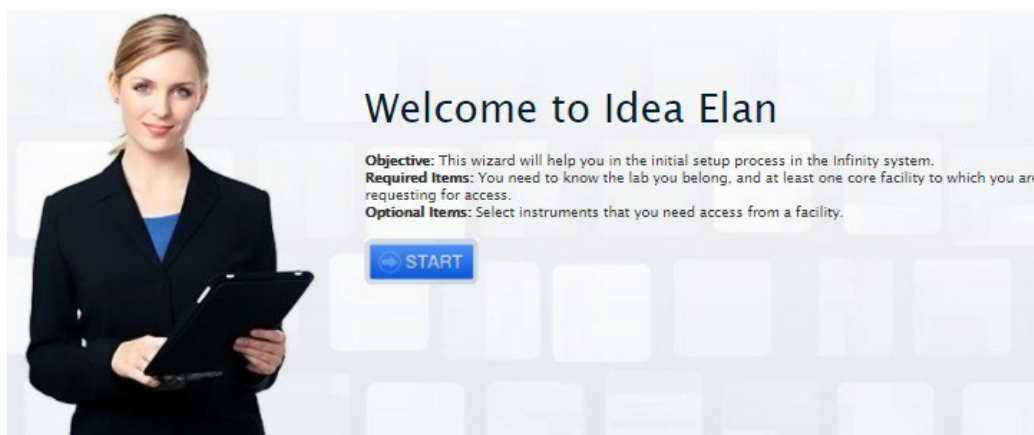 Welcome to Idea Elan
Objective: This wizard will help you in the initial setup process in the Infinity system.
Required Items: You need to know the lab you belong, and at least one core facility to which you are
requesting for access.
Optional Items: Select instruments that you need access from a facility.
START